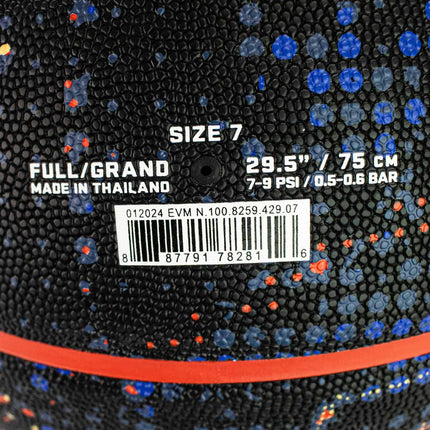 SIZE 7
FULL/GRAND
MADE IN THAILAND
29.5" / 75 CM
7-9 PSI / 0.5-0.6 BAR
012024 EVM N.100.8259.429.07
8 87791 78281 6